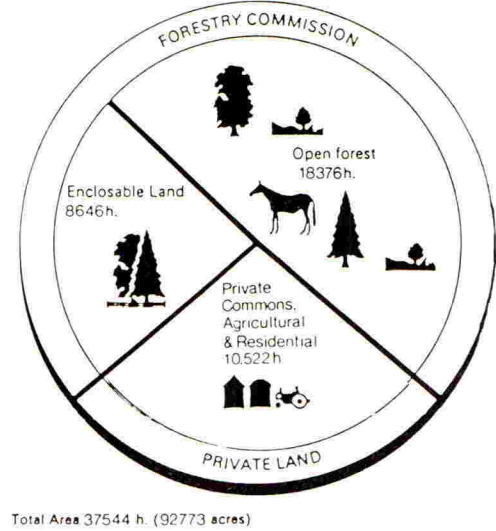 FORESTRY COMMISSION
Open forest
18376h.
Enclosable Land
8646h.
Private
Commons,
Agricultural
& Residential
10.522h
PRIVATE LAND
Total Area 37544 h. (92773 acres)